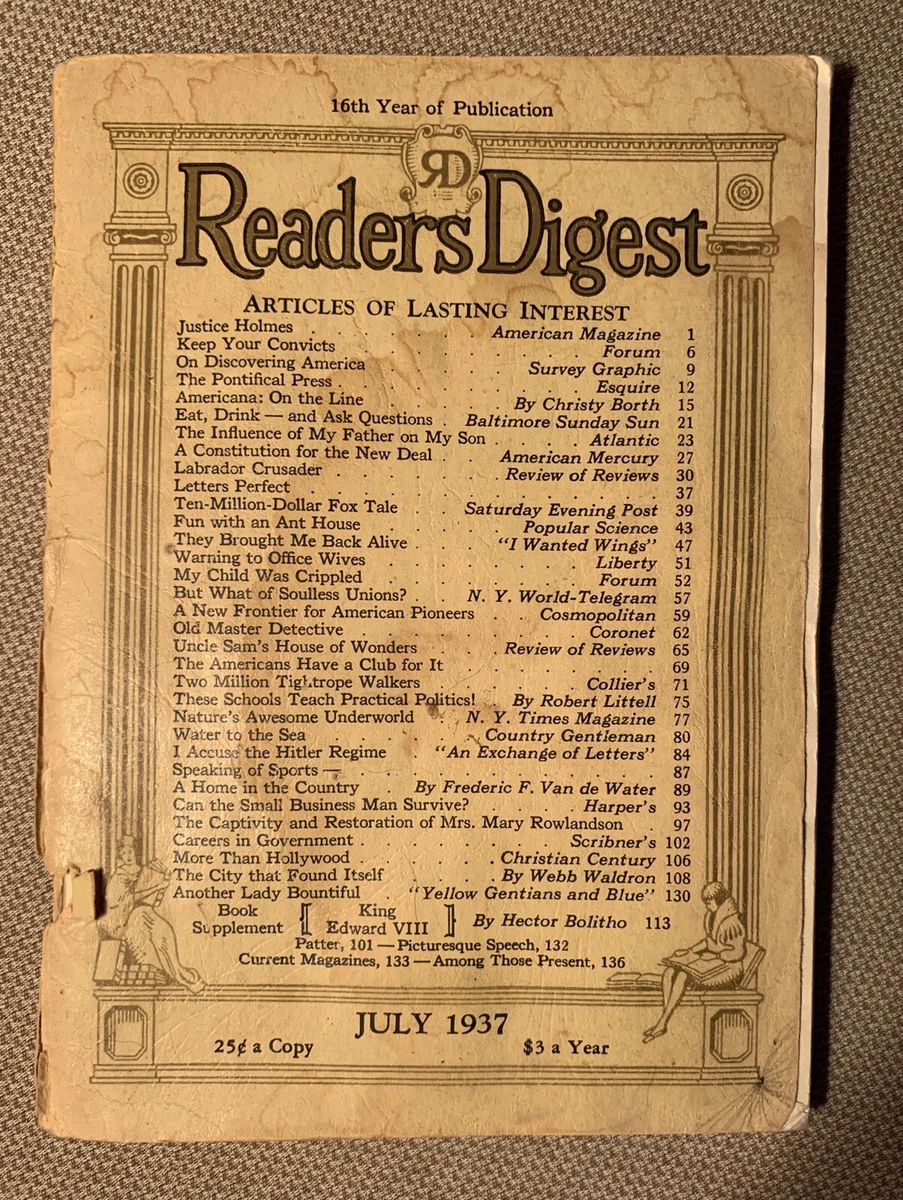 16th Year of Publication
RD
Readers Digest
ARTICLES OF LASTING INTEREST
Justice Holmes . . . . . . American Magazine 1
Keep Your Convicts . . . . . . . . Forum 6
On Discovering America . . . . . Survey Graphic 9
The Pontifical Press . . . . . . . . Esquire 12
Americana: On the Line . . . . . By Christy Borth 15
Eat, Drink — and Ask Questions . Baltimore Sunday Sun 21
The Influence of My Father on My Son . . . . Atlantic 23
A Constitution for the New Deal . . American Mercury 27
Labrador Crusader . . . . . . Review of Reviews 30
Letters Perfect . . . . . . . . . . . 37
Ten-Million-Dollar Fox Tale . . Saturday Evening Post 39
Fun with an Ant House . . . . . Popular Science 43
They Brought Me Back Alive . . . "I Wanted Wings" 47
Warning to Office Wives . . . . . . . Liberty 51
My Child Was Crippled . . . . . . . Forum 52
But What of Soulless Unions? . . N. Y. World-Telegram 57
A New Frontier for American Pioneers . . Cosmopolitan 59
Old Master Detective . . . . . . . Coronet 62
Uncle Sam's House of Wonders . . . Review of Reviews 65
The Americans Have a Club for It . . . . . . . 69
Two Million Tightrope Walkers . . . . . Collier's 71
These Schools Teach Practical Politics! . By Robert Littell 75
Nature's Awesome Underworld . . N. Y. Times Magazine 77
Water to the Sea . . . . . . Country Gentleman 80
I Accuse the Hitler Regime . "An Exchange of Letters" 84
Speaking of Sports — . . . . . . . . . . 87
A Home in the Country . By Frederic F. Van de Water 89
Can the Small Business Man Survive? . . . . Harper's 93
The Captivity and Restoration of Mrs. Mary Rowlandson . 97
Careers in Government . . . . . . . Scribner's 102
More Than Hollywood . . . . . . Christian Century 106
The City that Found Itself . . . . . By Webb Waldron 108
Another Lady Bountiful . "Yellow Gentians and Blue" 130
Book Supplement [ King Edward VIII ] By Hector Bolitho 113
Patter, 101 — Picturesque Speech, 132
Current Magazines, 133 — Among Those Present, 136
JULY 1937
25¢ a Copy $3 a Year